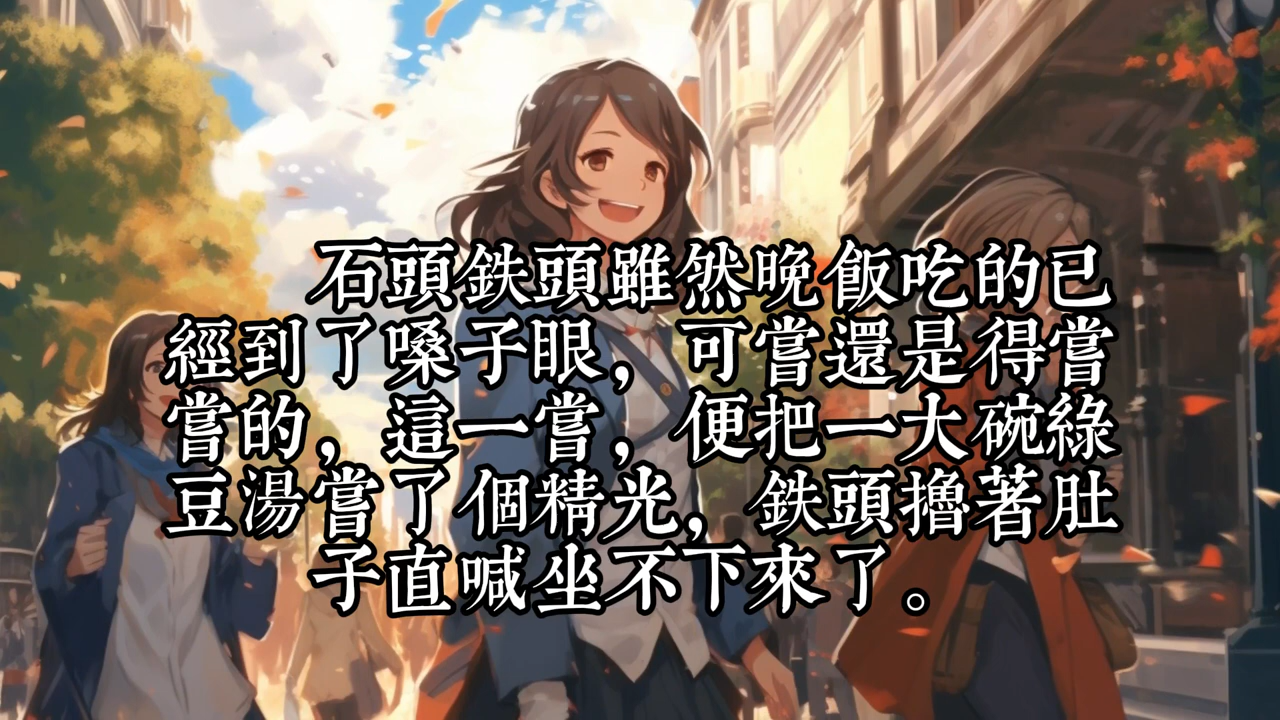 石頭鉄頭雖然晚飯吃的已
經到了嗓子眼，可嘗還是得嘗
嘗的，這一嘗，便把一大碗綠
豆湯嘗了個精光，鉄頭擼著肚
子直喊坐不下來了。